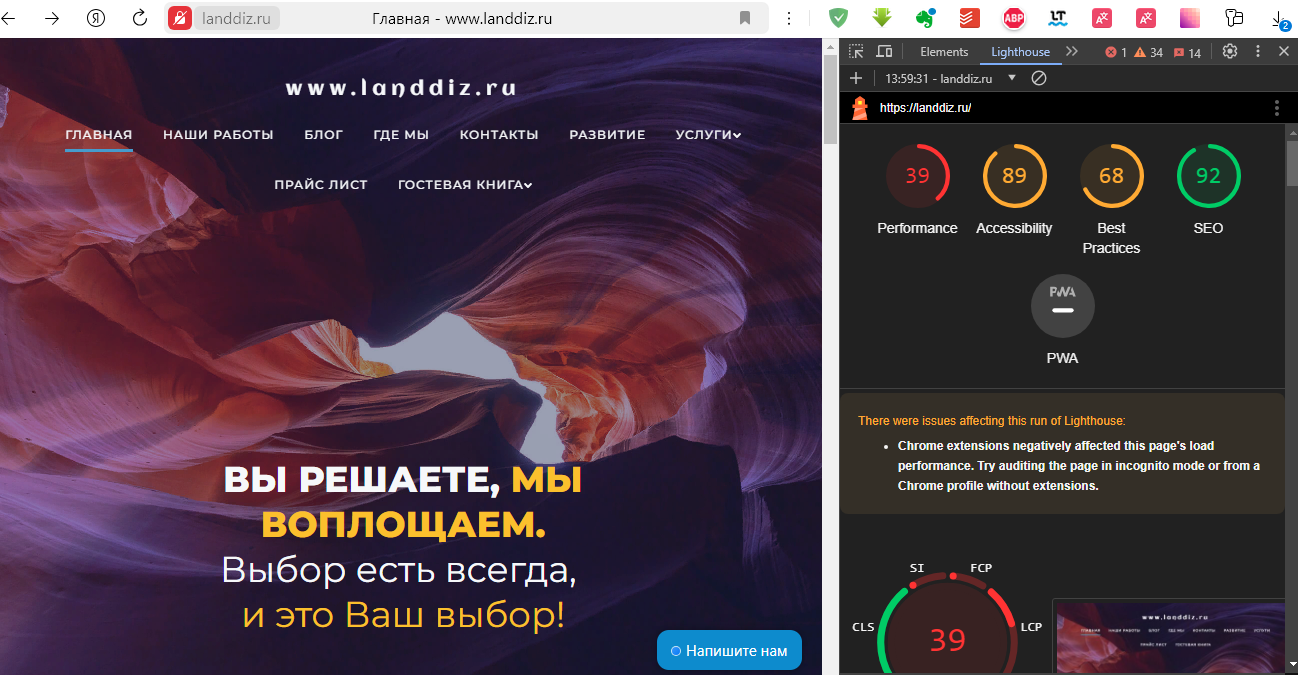 landdiz.ru
Главная - www.landdiz.ru
ABP
LT
2
www.landdiz.ru
ГЛАВНАЯ НАШИ РАБОТЫ БЛОГ ГДЕ МЫ КОНТАКТЫ РАЗВИТИЕ УСЛУГИ
ПРАЙС ЛИСТ ГОСТЕВАЯ КНИГА
ВЫ РЕШАЕТЕ, МЫ
ВОПЛОЩАЕМ.
Выбор есть всегда,
и это Ваш выбор!
Напишите нам
Elements Lighthouse 1 34 14
13:59:31 - landdiz.ru
https://landdiz.ru/
39 89 68 92
Performance Accessibility Best SEO
Practices
PWA
PWA
There were issues affecting this run of Lighthouse:
Chrome extensions negatively affected this page's load
performance. Try auditing the page in incognito mode or from a
Chrome profile without extensions.
SI FCP
CLS LCP
39
www.landdiz.ru
ГЛАВНАЯ НАШИ РАБОТЫ БЛОГ ГДЕ МЫ КОНТАКТЫ РАЗВИТИЕ УСЛУГИ
ПРАЙС ЛИСТ ГОСТЕВАЯ КНИГА